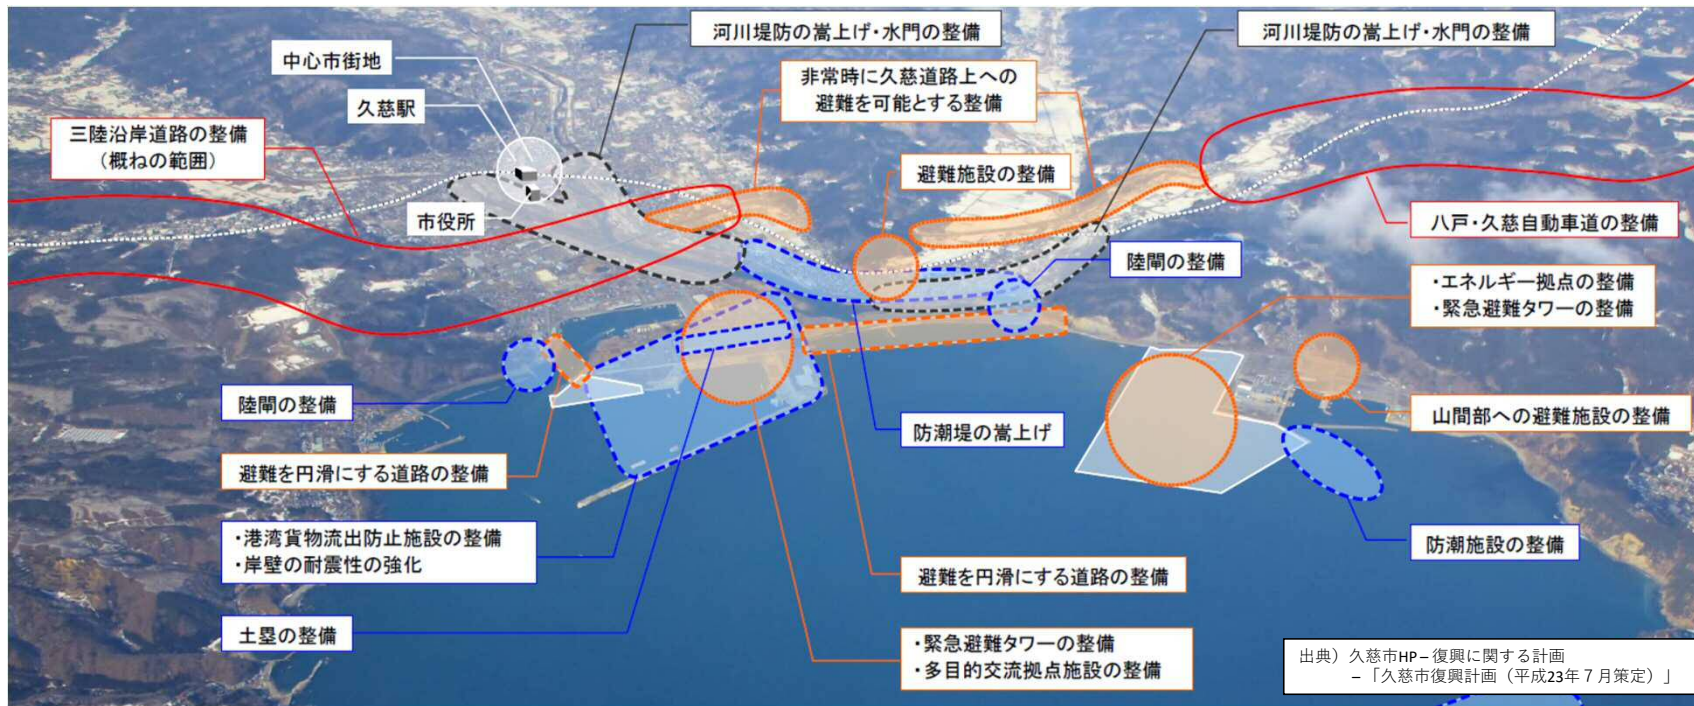 河川堤防の嵩上げ・水門の整備
河川堤防の嵩上げ・水門の整備
中心市街地
非常時に久慈道路上への
避難を可能とする整備
久慈駅
三陸沿岸道路の整備
(概ねの範囲)
避難施設の整備
市役所
八戸・久慈自動車道の整備
陸閘の整備
・エネルギー拠点の整備
・緊急避難タワーの整備
陸閘の整備
防潮堤の嵩上げ
山間部への避難施設の整備
避難を円滑にする道路の整備
・港湾貨物流出防止施設の整備
・岸壁の耐震性の強化
防潮施設の整備
避難を円滑にする道路の整備
土塁の整備
・緊急避難タワーの整備
・多目的交流拠点施設の整備
出典）久慈市HP－復興に関する計画
－「久慈市復興計画（平成23年７月策定）」